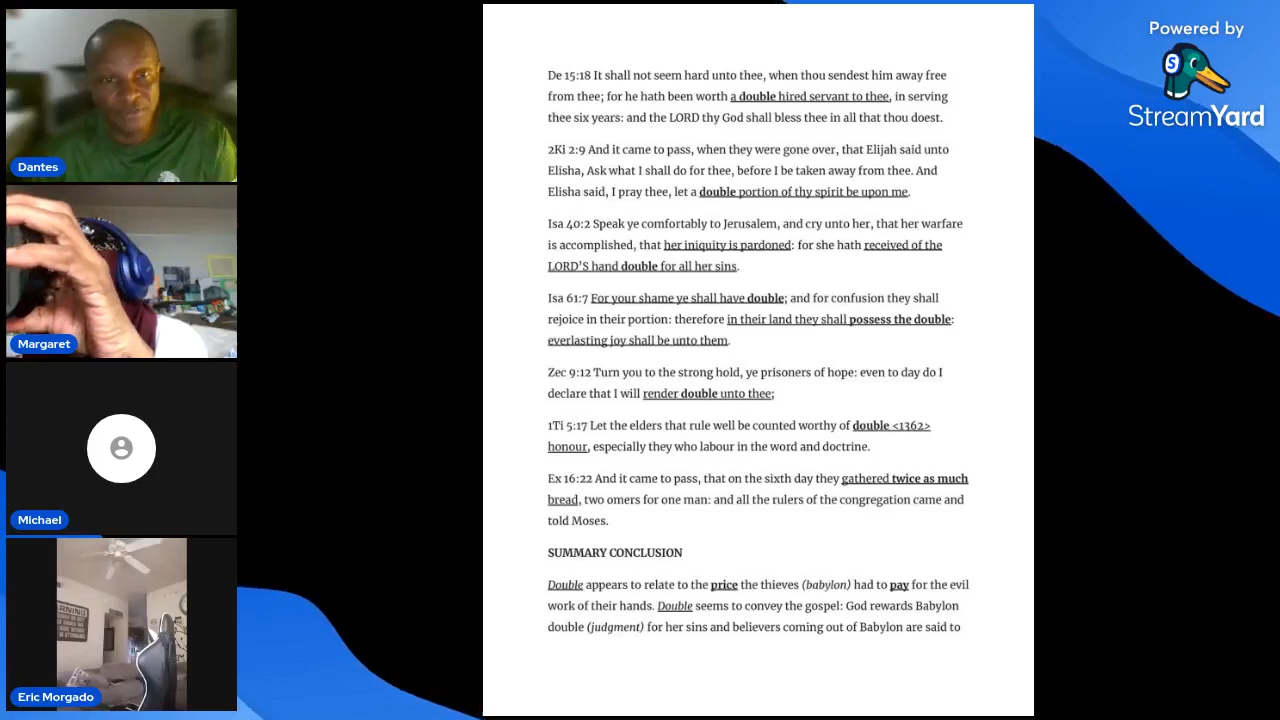 Dantes
Margaret
Michael
Eric Morgado
De 15:18 It shall not seem hard unto thee, when thou sendest him away free
from thee; for he hath been worth a double hired servant to thee, in serving
thee six years: and the LORD thy God shall bless thee in all that thou doest.
2Ki 2:9 And it came to pass, when they were gone over, that Elijah said unto
Elisha, Ask what I shall do for thee, before I be taken away from thee. And
Elisha said, I pray thee, let a double portion of thy spirit be upon me.
Isa 40:2 Speak ye comfortably to Jerusalem, and cry unto her, that her warfare
is accomplished, that her iniquity is pardoned: for she hath received of the
LORD'S hand double for all her sins.
Isa 61:7 For your shame ye shall have double; and for confusion they shall
rejoice in their portion: therefore in their land they shall possess the double:
everlasting joy shall be unto them.
Zec 9:12 Turn you to the strong hold, ye prisoners of hope: even to day do I
declare that I will render double unto thee;
1Ti 5:17 Let the elders that rule well be counted worthy of double <1362>
honour, especially they who labour in the word and doctrine.
Ex 16:22 And it came to pass, that on the sixth day they gathered twice as much
bread, two omers for one man: and all the rulers of the congregation came and
told Moses.
SUMMARY CONCLUSION
Double appears to relate to the price the thieves (babylon) had to pay for the evil
work of their hands. Double seems to convey the gospel: God rewards Babylon
double (judgment) for her sins and believers coming out of Babylon are said to
Powered by
StreamYard